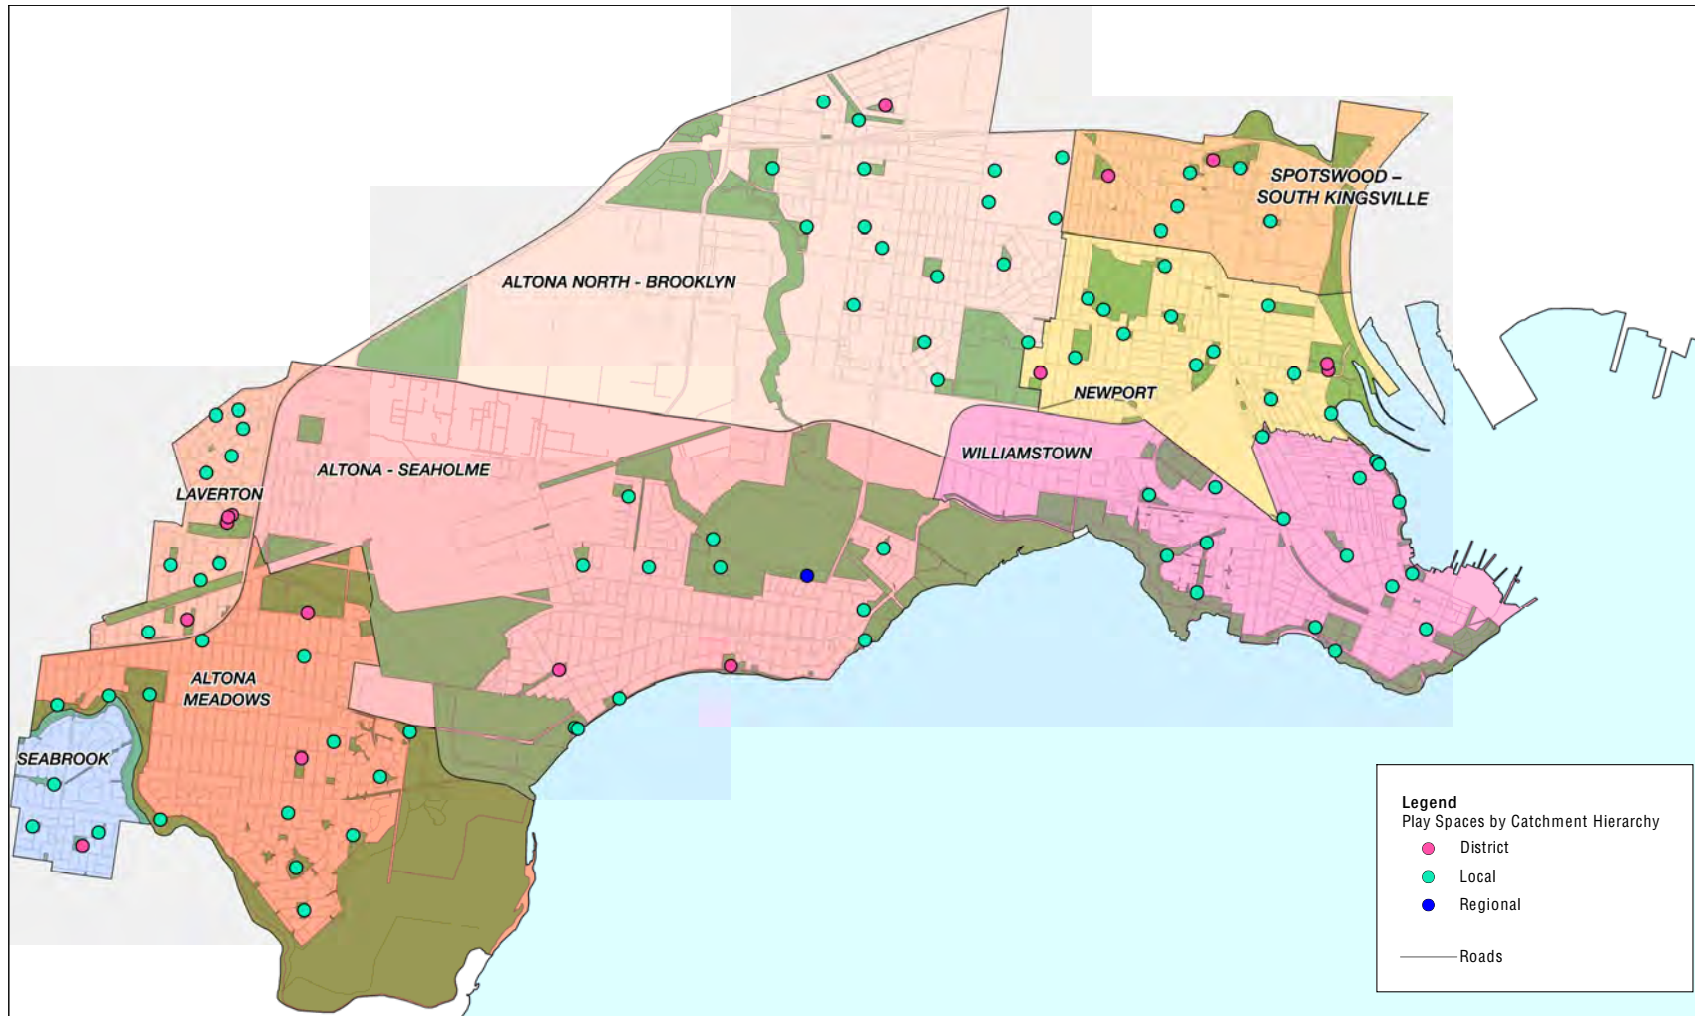 SPOTSWOOD –
SOUTH KINGSVILLE
ALTONA NORTH - BROOKLYN
NEWPORT
WILLIAMSTOWN
ALTONA - SEAHOLME
LAVERTON
ALTONA
MEADOWS
SEABROOK
Legend
Play Spaces by Catchment Hierarchy
District
Local
Regional
Roads